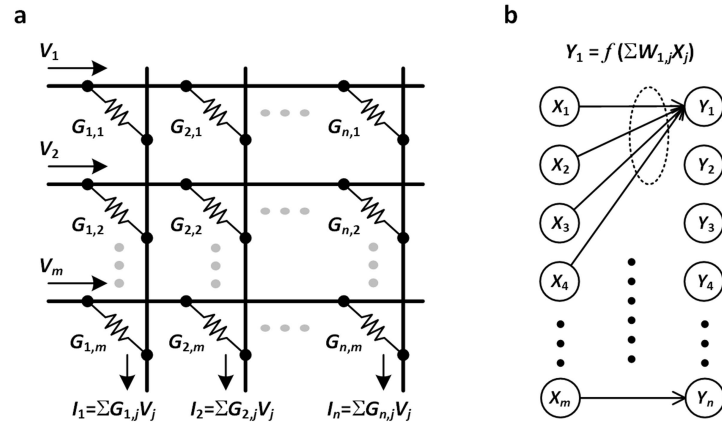 a
V₁
G₁,₁ G₂,₁ Gₙ,₁
V₂
G₁,₂ G₂,₂ Gₙ,₂
Vₘ
G₁,ₘ G₂,ₘ Gₙ,ₘ
I₁=ΣG₁,ⱼVⱼ I₂=ΣG₂,ⱼVⱼ Iₙ=ΣGₙ,ⱼVⱼ
b
Y₁ = f (ΣW₁,ⱼXⱼ)
X₁ Y₁
X₂ Y₂
X₃ Y₃
X₄ Y₄
Xₘ Yₙ